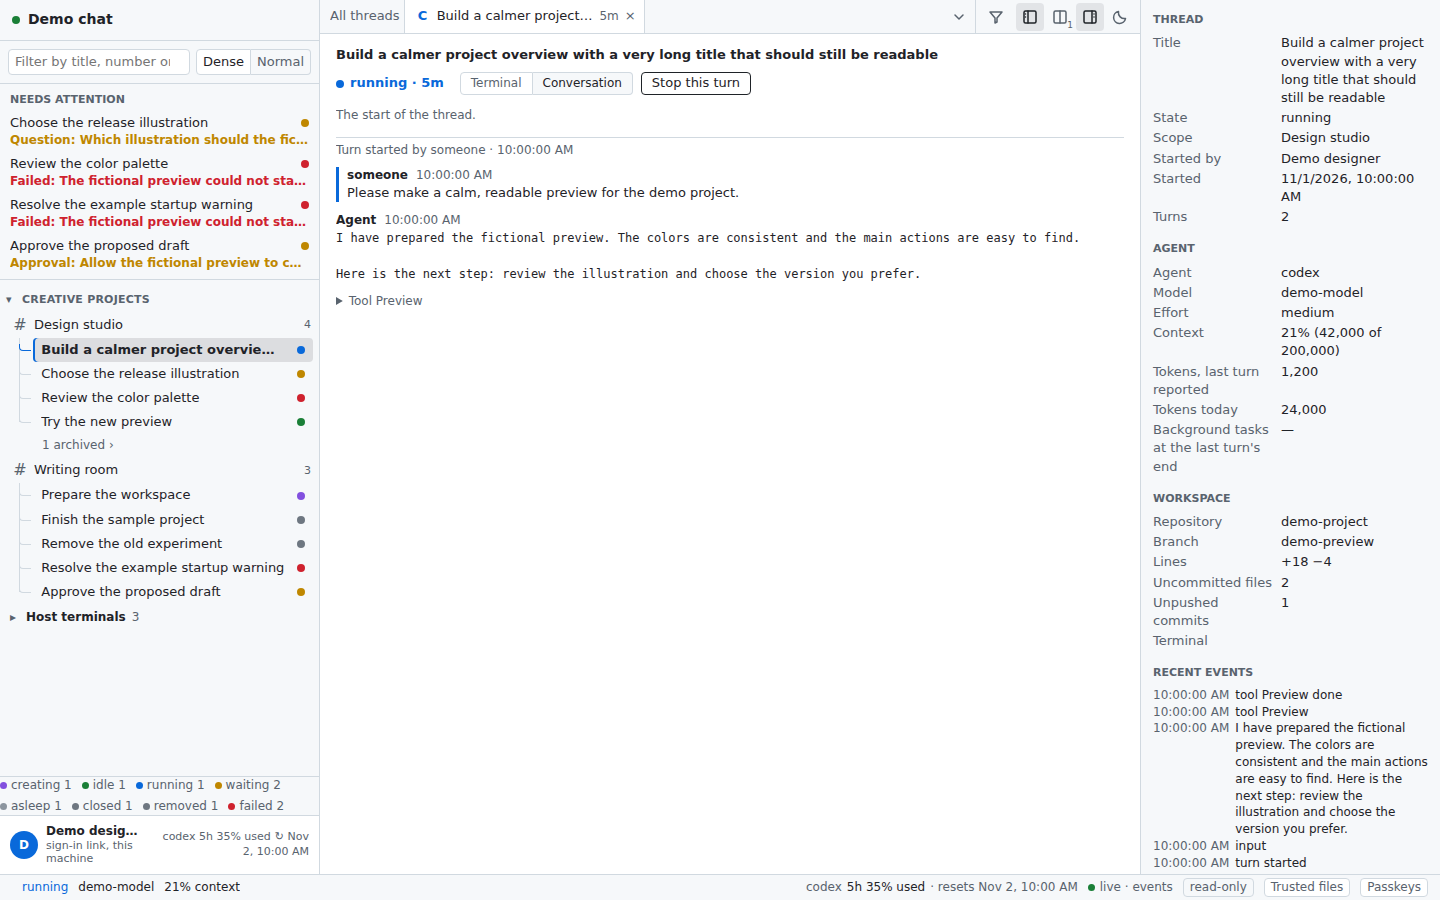 Demo chat
Filter by title, number or
Dense
Normal
NEEDS ATTENTION
Choose the release illustration
Question: Which illustration should the fic…
Review the color palette
Failed: The fictional preview could not sta…
Resolve the example startup warning
Failed: The fictional preview could not sta…
Approve the proposed draft
Approval: Allow the fictional preview to c…
▾ CREATIVE PROJECTS
# Design studio 4
Build a calmer project overvie…
Choose the release illustration
Review the color palette
Try the new preview
1 archived ›
# Writing room 3
Prepare the workspace
Finish the sample project
Remove the old experiment
Resolve the example startup warning
Approve the proposed draft
▸ Host terminals 3
creating 1 idle 1 running 1 waiting 2
asleep 1 closed 1 removed 1 failed 2
D
Demo desig…
sign-in link, this
machine
codex 5h 35% used ↻ Nov
2, 10:00 AM
All threads
C Build a calmer project… 5m ×
1
Build a calmer project overview with a very long title that should still be readable
running · 5m
Terminal
Conversation
Stop this turn
The start of the thread.
Turn started by someone · 10:00:00 AM
someone 10:00:00 AM
Please make a calm, readable preview for the demo project.
Agent 10:00:00 AM
I have prepared the fictional preview. The colors are consistent and the main actions are easy to find.
Here is the next step: review the illustration and choose the version you prefer.
▶ Tool Preview
THREAD
Title Build a calmer project
overview with a very
long title that should
still be readable
State running
Scope Design studio
Started by Demo designer
Started 11/1/2026, 10:00:00
AM
Turns 2
AGENT
Agent codex
Model demo-model
Effort medium
Context 21% (42,000 of
200,000)
Tokens, last turn 1,200
reported
Tokens today 24,000
Background tasks —
at the last turn's
end
WORKSPACE
Repository demo-project
Branch demo-preview
Lines +18 −4
Uncommitted files 2
Unpushed 1
commits
Terminal
RECENT EVENTS
10:00:00 AM tool Preview done
10:00:00 AM tool Preview
10:00:00 AM I have prepared the fictional
preview. The colors are
consistent and the main actions
are easy to find. Here is the
next step: review the
illustration and choose the
version you prefer.
10:00:00 AM input
10:00:00 AM turn started
running demo-model 21% context
codex 5h 35% used · resets Nov 2, 10:00 AM
live · events
read-only
Trusted files
Passkeys